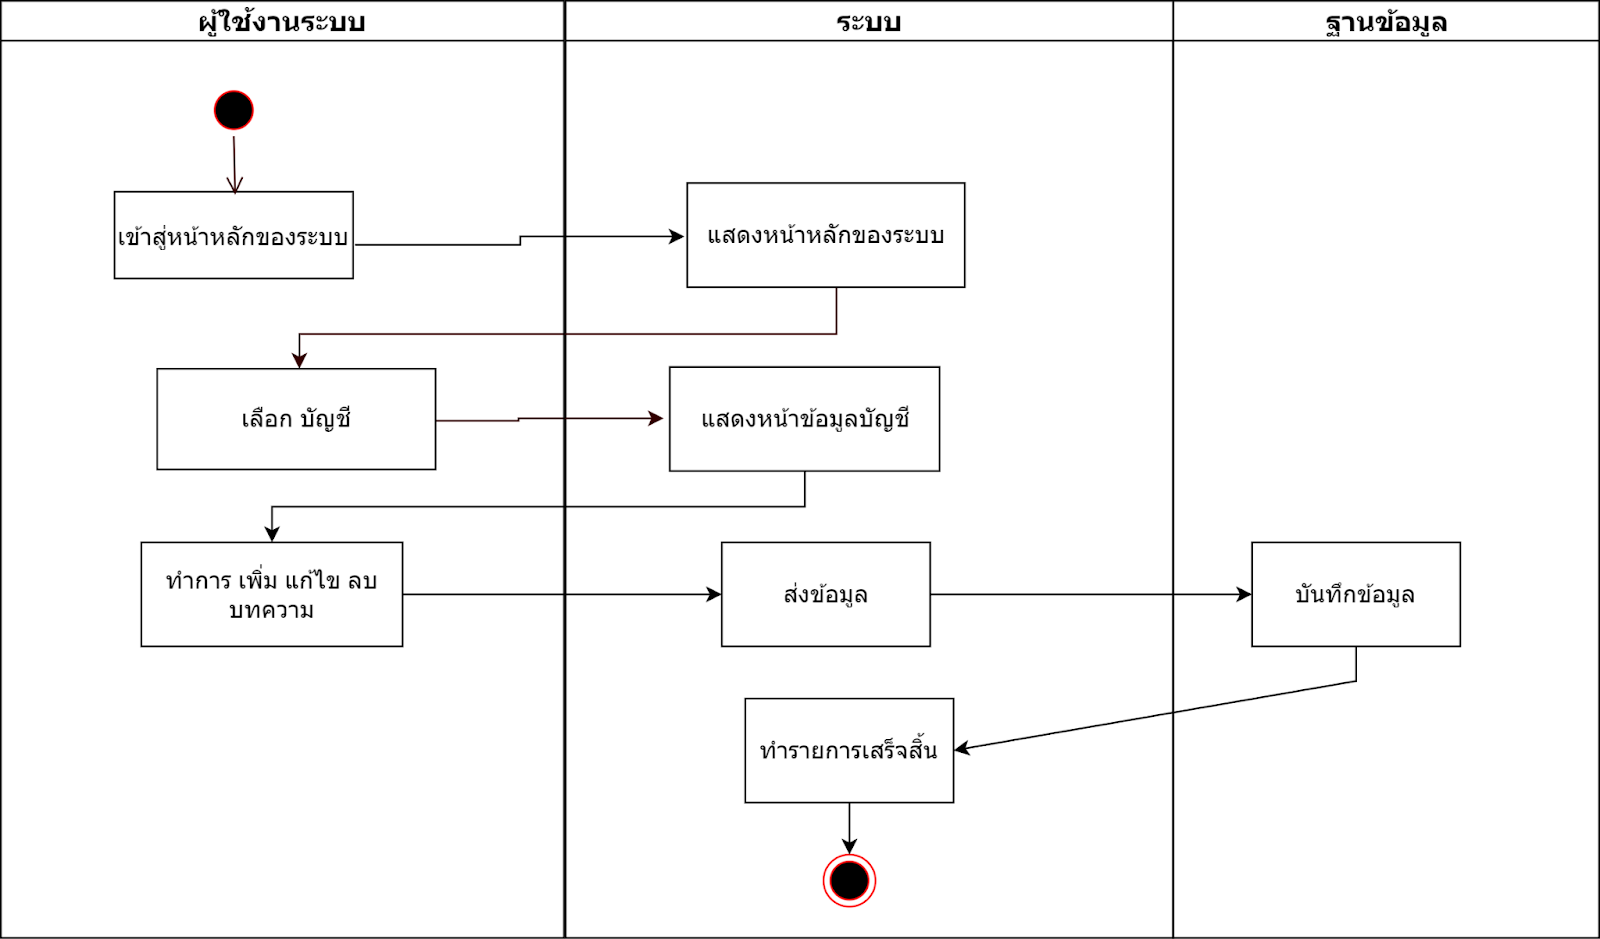 ผู้ใช้งานระบบ
ระบบ
ฐานข้อมูล
เข้าสู่หน้าหลักของระบบ
แสดงหน้าหลักของระบบ
เลือก บัญชี
แสดงหน้าข้อมูลบัญชี
ทำการ เพิ่ม แก้ไข ลบ
บทความ
ส่งข้อมูล
บันทึกข้อมูล
ทำรายการเสร็จสิ้น